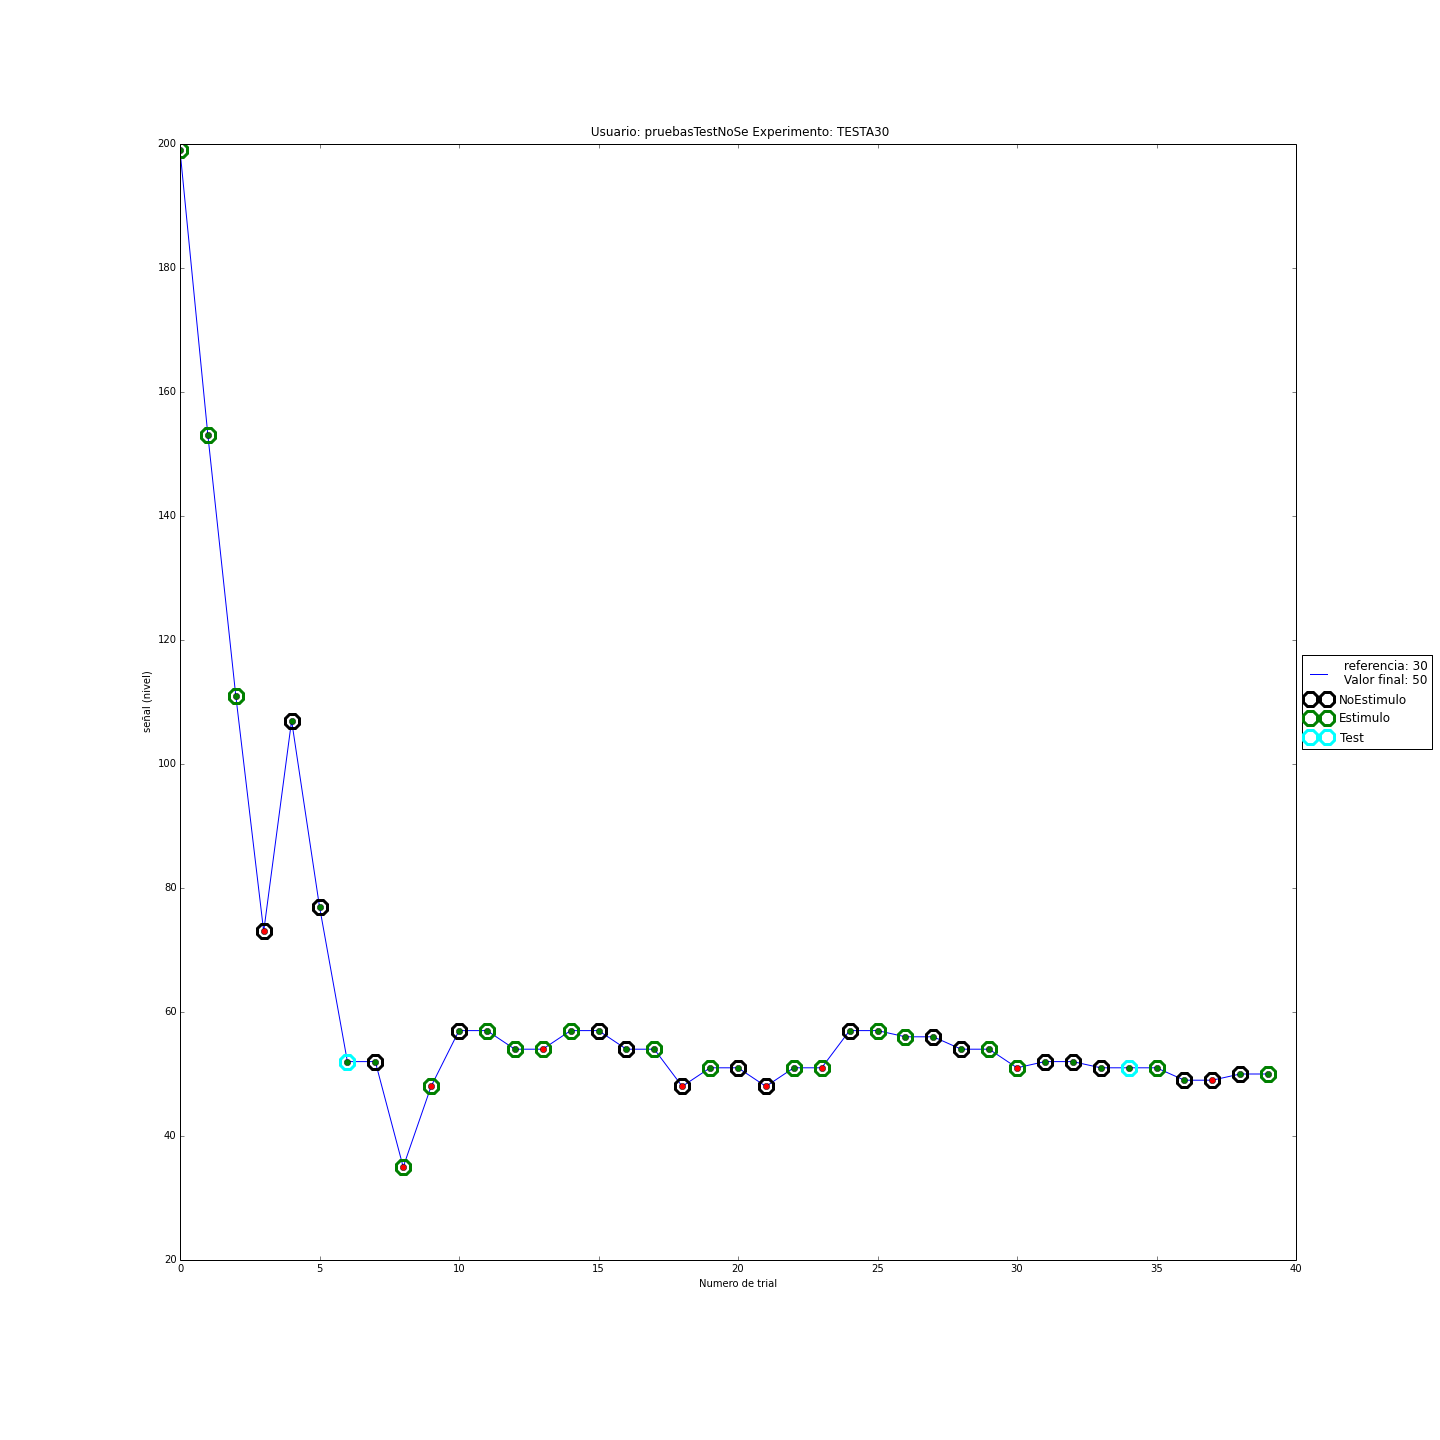 Usuario: pruebasTestNoSe Experimento: TESTA30
200
180
160
140
120
100
80
60
40
20
señal (nivel)
0 5 10 15 20 25 30 35 40
Numero de trial
referencia: 30
Valor final: 50
NoEstimulo
Estimulo
Test